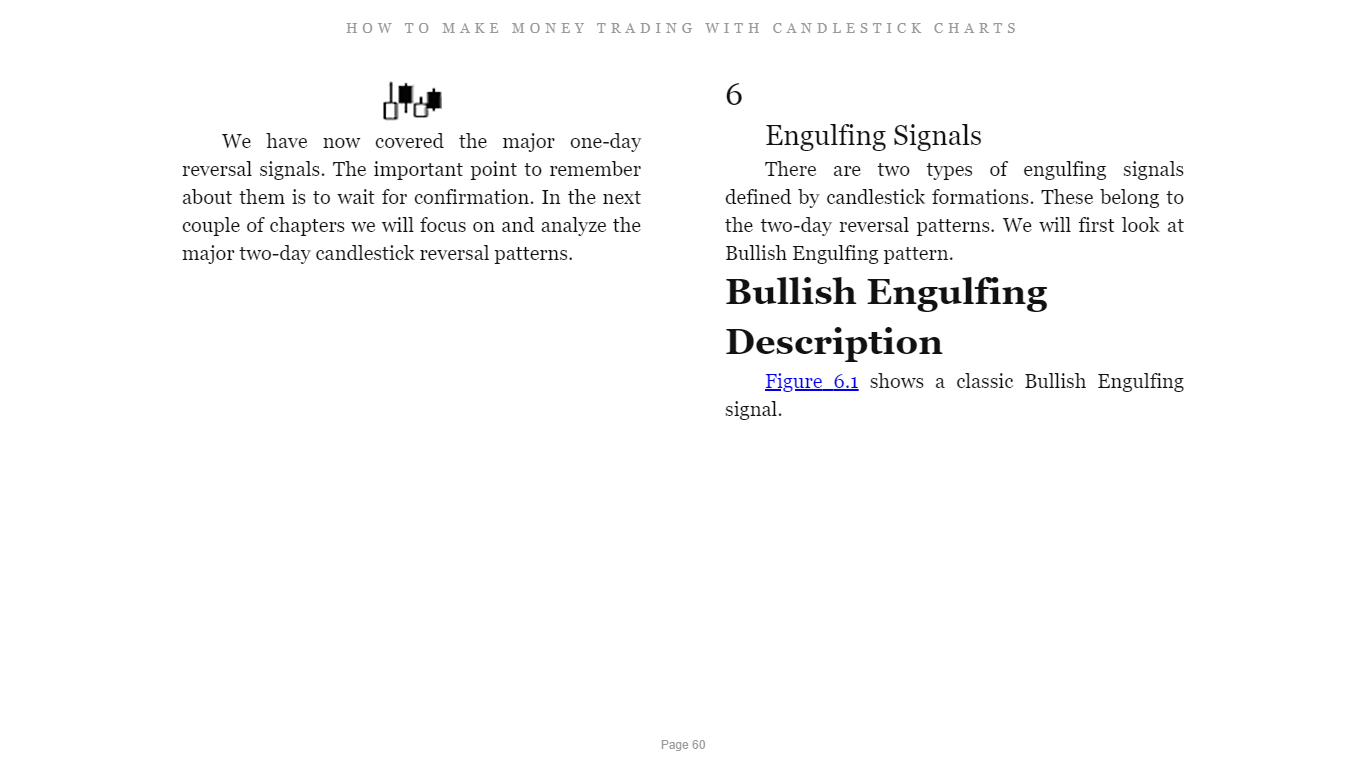 HOW TO MAKE MONEY TRADING WITH CANDLESTICK CHARTS
We have now covered the major one-day
reversal signals. The important point to remember
about them is to wait for confirmation. In the next
couple of chapters we will focus on and analyze the
major two-day candlestick reversal patterns.
6
Engulfing Signals
There are two types of engulfing signals
defined by candlestick formations. These belong to
the two-day reversal patterns. We will first look at
Bullish Engulfing pattern.
Bullish Engulfing
Description
Figure 6.1 shows a classic Bullish Engulfing
signal.
Page 60